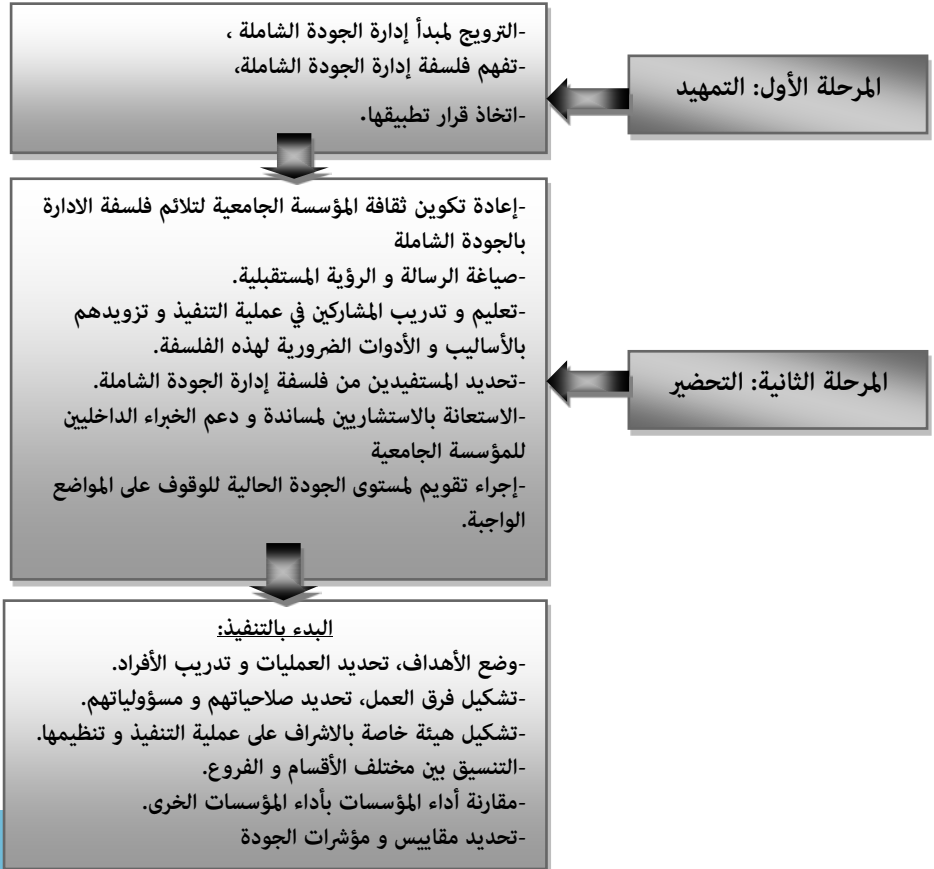 -الترويج لمبدأ إدارة الجودة الشاملة ،
-تفهم فلسفة إدارة الجودة الشاملة،
-اتخاذ قرار تطبيقها.
المرحلة الأول: التمهيد
-إعادة تكوين ثقافة المؤسسة الجامعية لتلائم فلسفة الادارة
بالجودة الشاملة
-صياغة الرسالة و الرؤية المستقبلية.
-تعليم و تدريب المشاركين في عملية التنفيذ و تزويدهم
بالأساليب و الأدوات الضرورية لهذه الفلسفة.
-تحديد المستفيدين من فلسفة إدارة الجودة الشاملة.
-الاستعانة بالاستشاريين لمساندة و دعم الخبراء الداخليين
للمؤسسة الجامعية
-إجراء تقويم لمستوى الجودة الحالية للوقوف على المواضع
الواجبة.
المرحلة الثانية: التحضير
البدء بالتنفيذ:
-وضع الأهداف، تحديد العمليات و تدريب الأفراد.
-تشكيل فرق العمل، تحديد صلاحياتهم و مسؤولياتهم.
-تشكيل هيئة خاصة بالاشراف على عملية التنفيذ و تنظيمها.
-التنسيق بين مختلف الأقسام و الفروع.
-مقارنة أداء المؤسسات بأداء المؤسسات الخرى.
-تحديد مقاييس و مؤشرات الجودة